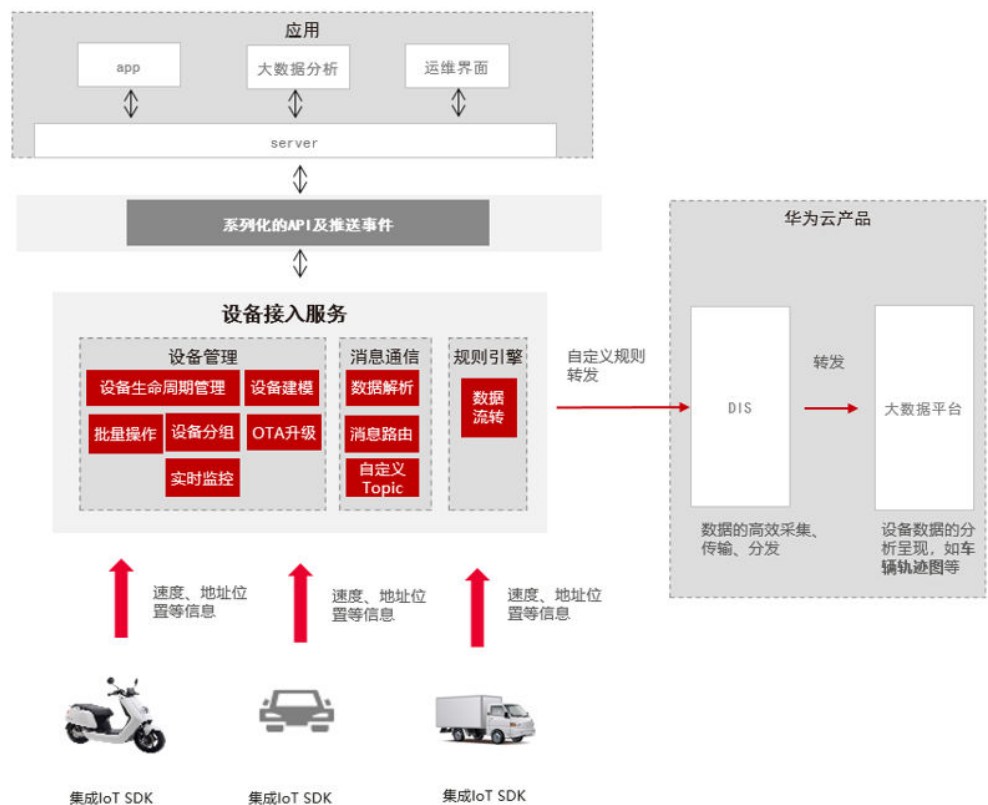 应用
app
大数据分析
运维界面
server
系列化的API及推送事件
华为云产品
设备接入服务
设备管理
消息通信
规则引擎
设备生命周期管理
设备建模
批量操作
设备分组
OTA升级
实时监控
数据解析
消息路由
自定义
Topic
数据
流转
自定义规则
转发
DIS
转发
大数据平台
数据的高效采集、
传输、分发
设备数据的分
析呈现，如车
辆轨迹图等
速度、地址位
置等信息
速度、地址位
置等信息
速度、地址位
置等信息
集成IoT SDK
集成IoT SDK
集成IoT SDK